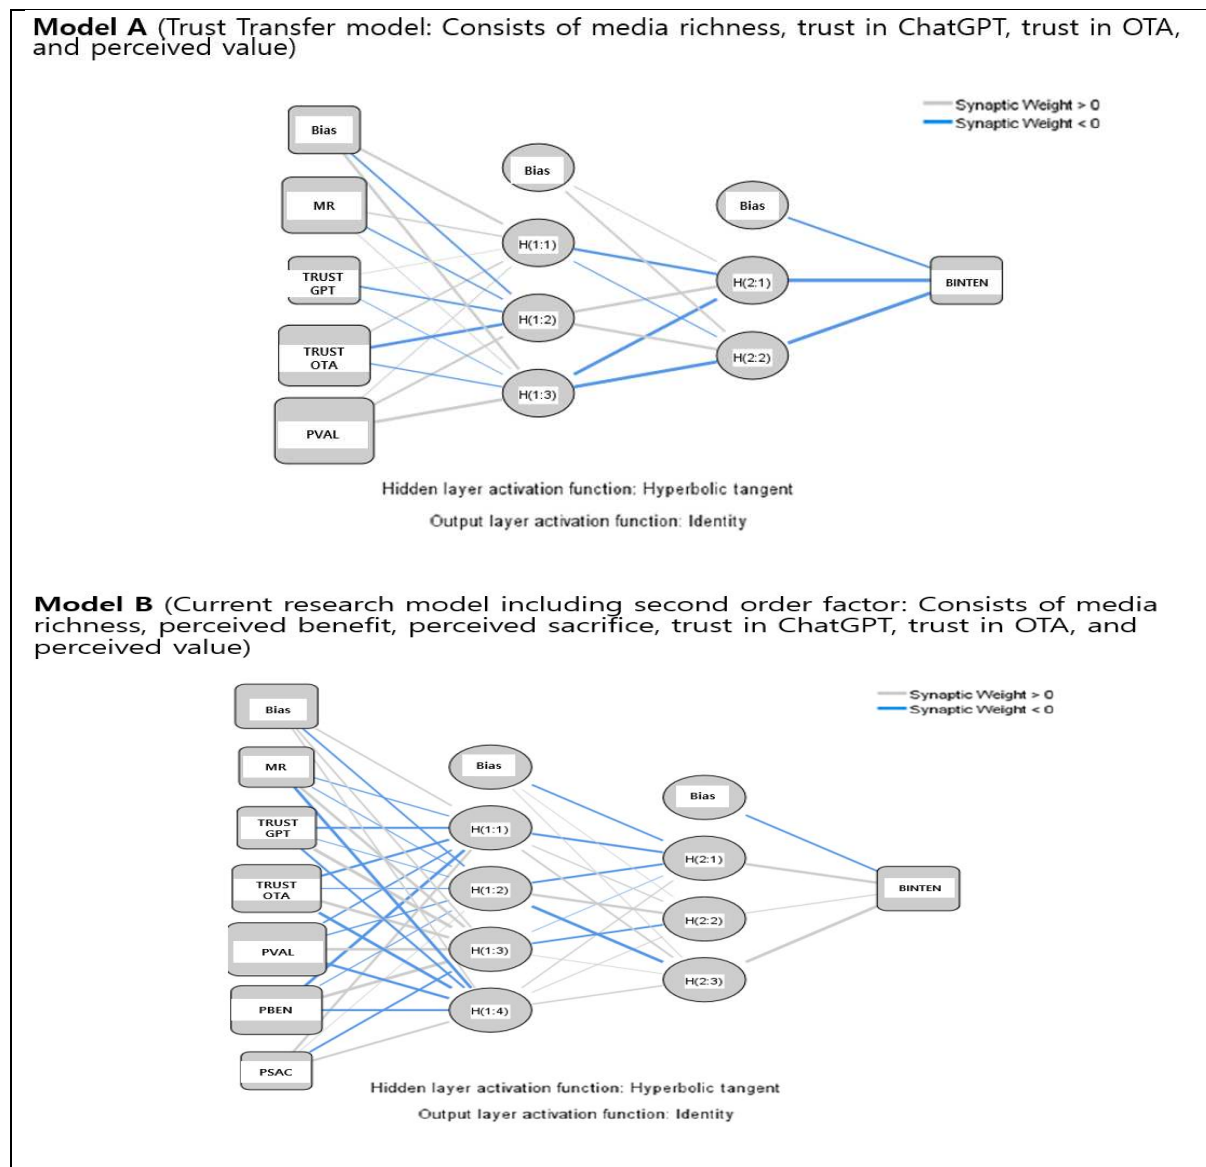 Model A (Trust Transfer model: Consists of media richness, trust in ChatGPT, trust in OTA,
and perceived value)
Synaptic Weight > 0
Synaptic Weight < 0
Bias
MR
TRUST
GPT
TRUST
OTA
PVAL
Bias
H(1:1)
H(1:2)
H(1:3)
Bias
H(2:1)
H(2:2)
BINTEN
Hidden layer activation function: Hyperbolic tangent
Output layer activation function: Identity
Model B (Current research model including second order factor: Consists of media
richness, perceived benefit, perceived sacrifice, trust in ChatGPT, trust in OTA, and
perceived value)
Synaptic Weight > 0
Synaptic Weight < 0
Bias
MR
TRUST
GPT
TRUST
OTA
PVAL
PBEN
PSAC
Bias
H(1:1)
H(1:2)
H(1:3)
H(1:4)
Bias
H(2:1)
H(2:2)
H(2:3)
BINTEN
Hidden layer activation function: Hyperbolic tangent
Output layer activation function: Identity